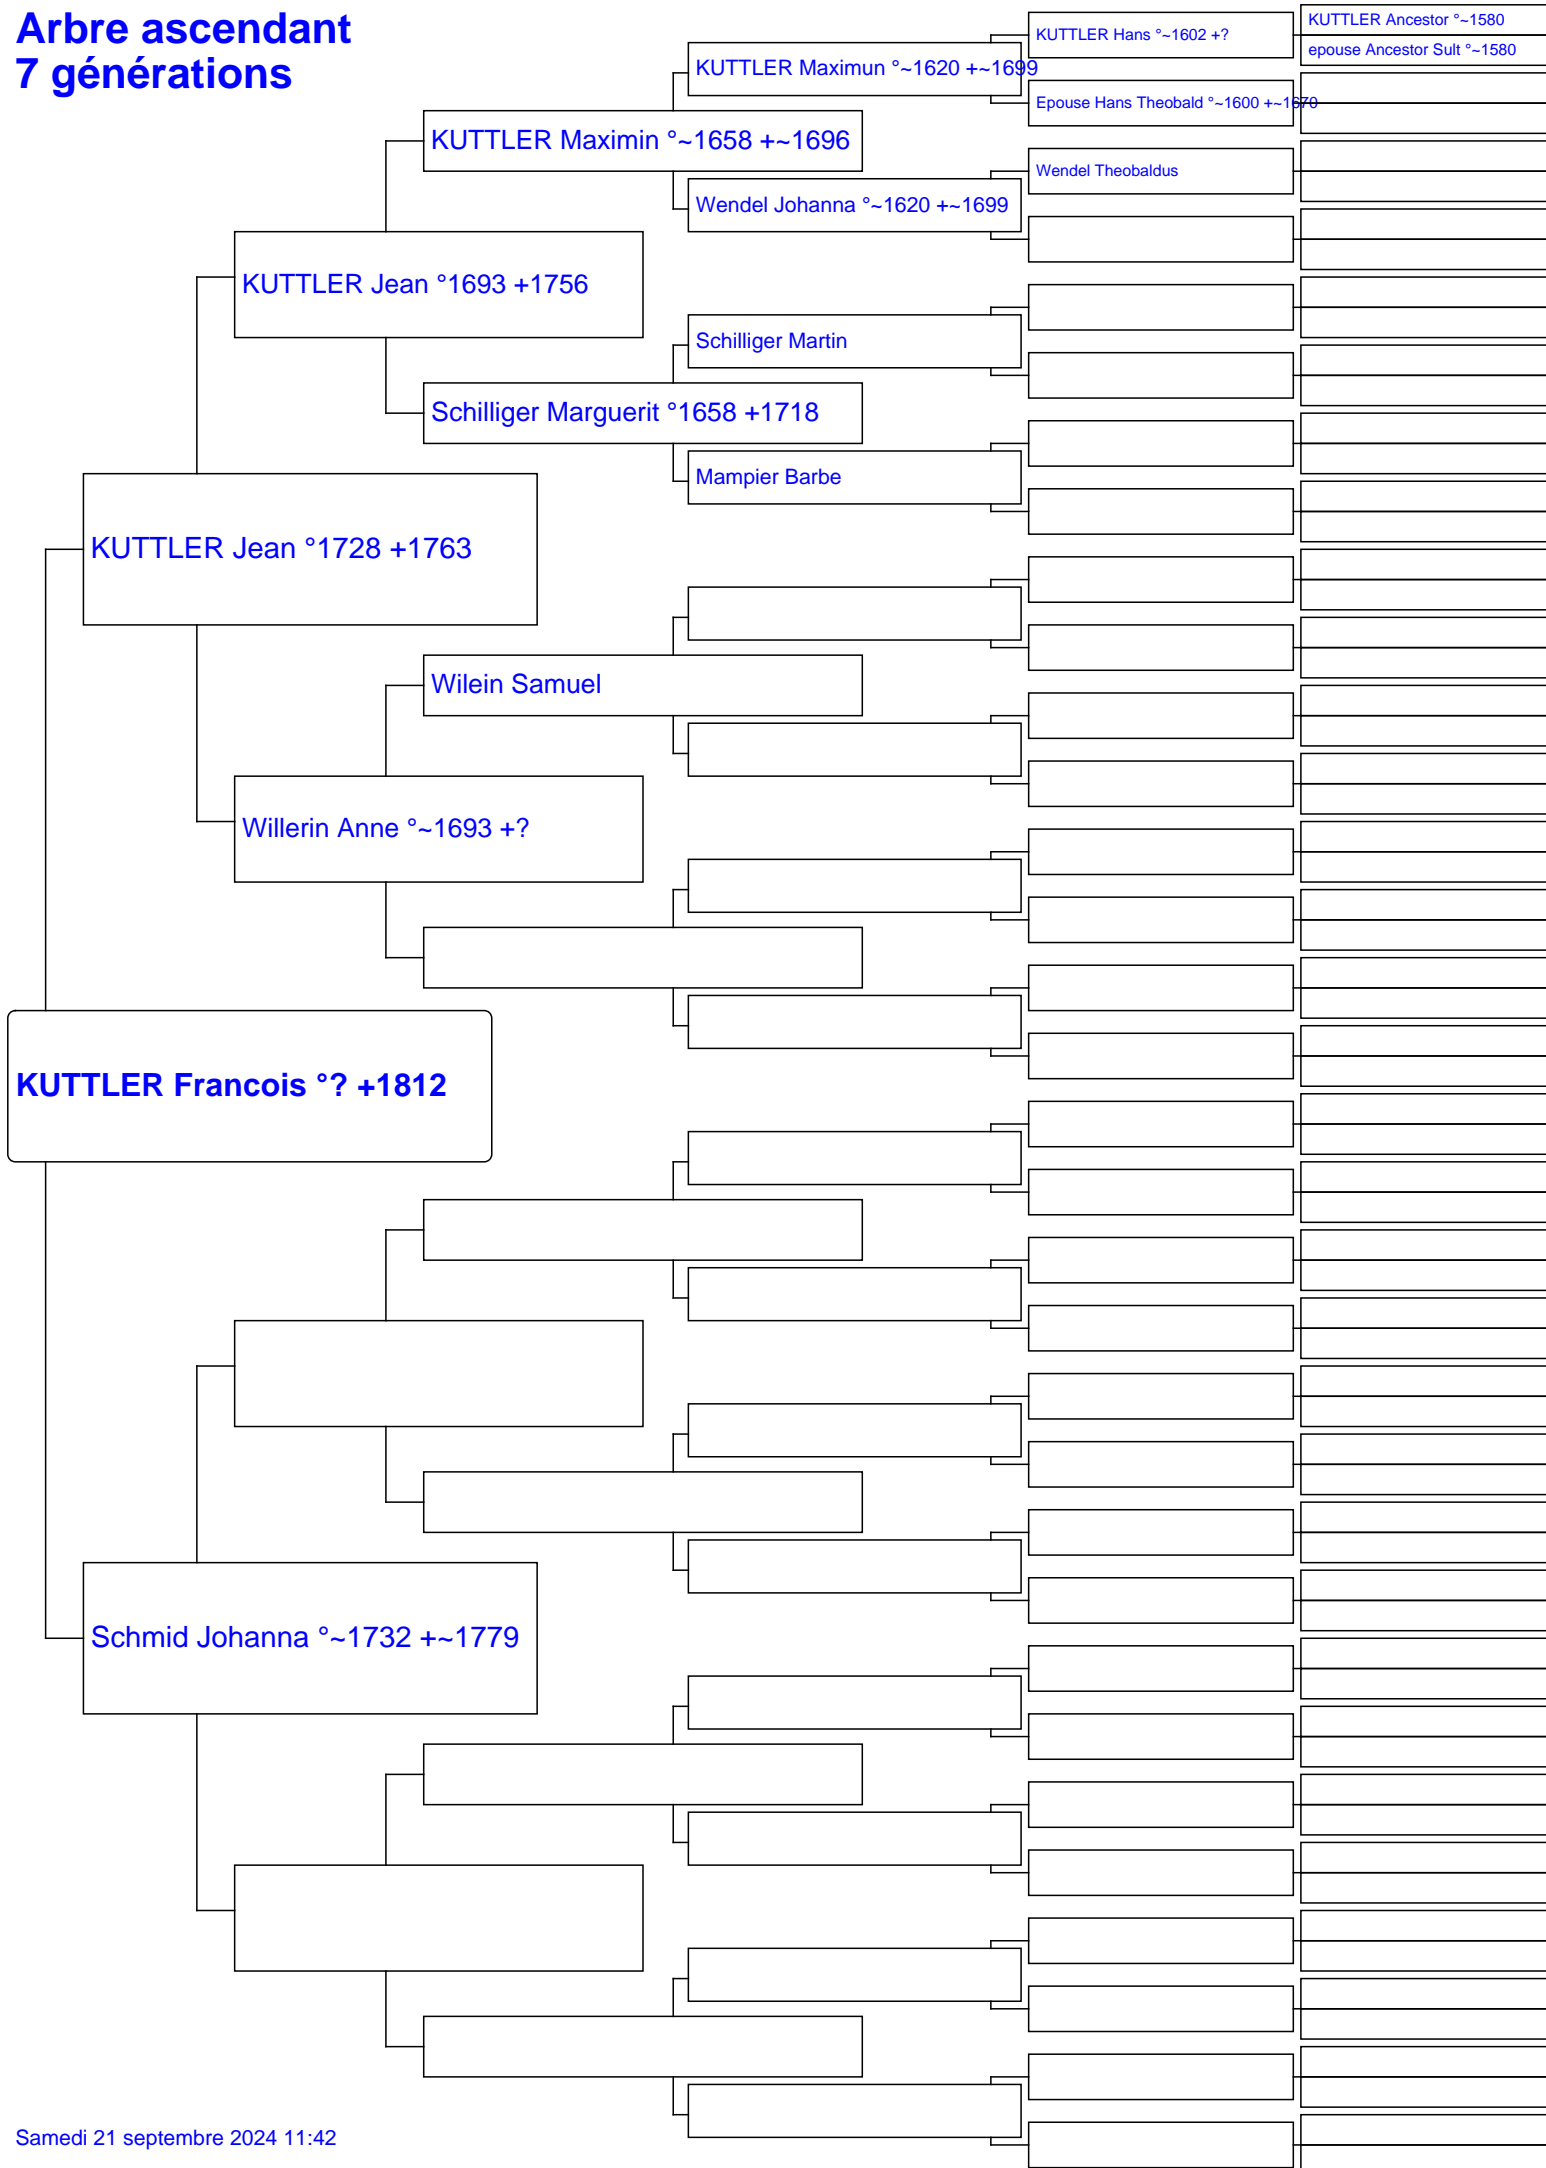 Arbre ascendant
7 générations
KUTTLER Ancestor °~1580
epouse Ancestor Sult °~1580
KUTTLER Hans °~1602 +?
KUTTLER Maximun °~1620 +~1699
Epouse Hans Theobald °~1600 +~1670
KUTTLER Maximin °~1658 +~1696
Wendel Theobaldus
Wendel Johanna °~1620 +~1699
KUTTLER Jean °1693 +1756
Schilliger Martin
Schilliger Marguerit °1658 +1718
Mampier Barbe
KUTTLER Jean °1728 +1763
Wilein Samuel
Willerin Anne °~1693 +?
KUTTLER Francois °? +1812
Schmid Johanna °~1732 +~1779
Samedi 21 septembre 2024 11:42